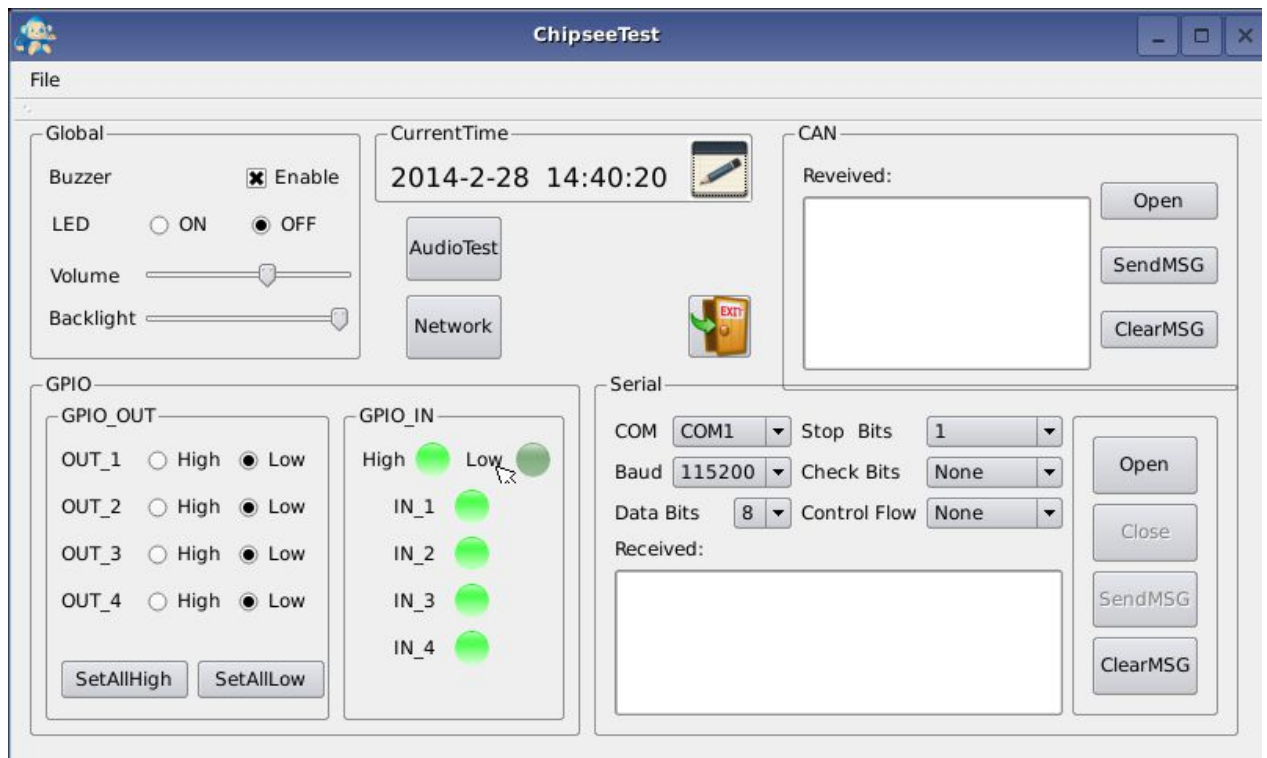 ChipseeTest
File
Global
Buzzer Enable
LED ON OFF
Volume
Backlight
CurrentTime
2014-2-28 14:40:20
AudioTest
Network
EXIT
CAN
Reveived:
Open
SendMSG
ClearMSG
GPIO
GPIO_OUT
OUT_1 High Low
OUT_2 High Low
OUT_3 High Low
OUT_4 High Low
SetAllHigh SetAllLow
GPIO_IN
High Low
IN_1
IN_2
IN_3
IN_4
Serial
COM COM1 Stop Bits 1
Baud 115200 Check Bits None
Data Bits 8 Control Flow None
Received:
Open
Close
SendMSG
ClearMSG